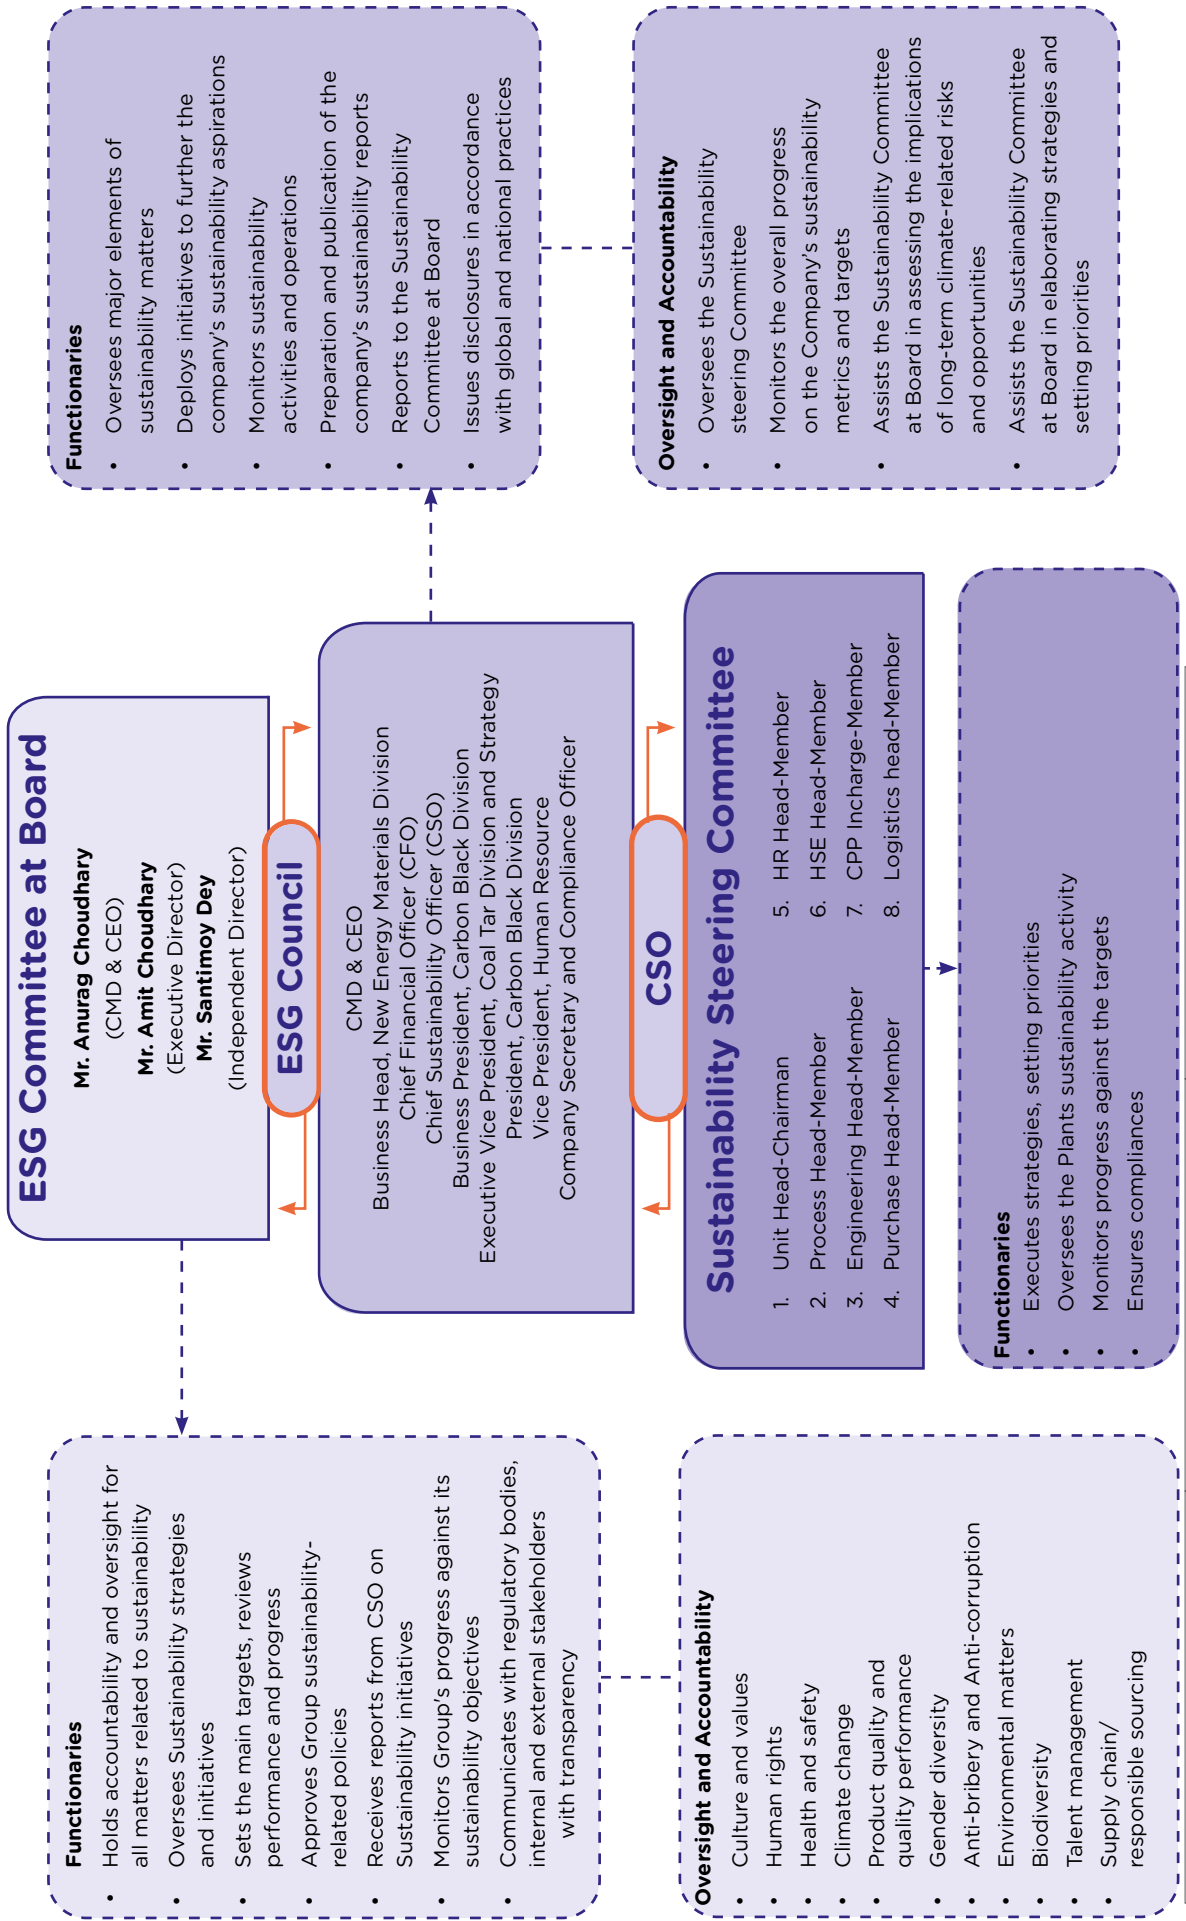 ESG Committee at Board
Mr. Anurag Choudhary
(CMD & CEO)
Mr. Amit Choudhary
(Executive Director)
Mr. Santimoy Dey
(Independent Director)
ESG Council
CMD & CEO
Business Head, New Energy Materials Division
Chief Financial Officer (CFO)
Chief Sustainability Officer (CSO)
Business President, Carbon Black Division
Executive Vice President, Coal Tar Division and Strategy
President, Carbon Black Division
Vice President, Human Resource
Company Secretary and Compliance Officer
CSO
Sustainability Steering Committee
1. Unit Head-Chairman
2. Process Head-Member
3. Engineering Head-Member
4. Purchase Head-Member
5. HR Head-Member
6. HSE Head-Member
7. CPP Incharge-Member
8. Logistics head-Member
Functionaries
• Executes strategies, setting priorities
• Oversees the Plants sustainability activity
• Monitors progress against the targets
• Ensures compliances
Functionaries
• Holds accountability and oversight for
all matters related to sustainability
• Oversees Sustainability strategies
and initiatives
• Sets the main targets, reviews
performance and progress
• Approves Group sustainability-
related policies
• Receives reports from CSO on
Sustainability initiatives
• Monitors Group's progress against its
sustainability objectives
• Communicates with regulatory bodies,
internal and external stakeholders
with transparency
Oversight and Accountability
• Culture and values
• Human rights
• Health and safety
• Climate change
• Product quality and
quality performance
• Gender diversity
• Anti-bribery and Anti-corruption
• Environmental matters
• Biodiversity
• Talent management
• Supply chain/
responsible sourcing
Functionaries
• Oversees major elements of
sustainability matters
• Deploys initiatives to further the
company's sustainability aspirations
• Monitors sustainability
activities and operations
• Preparation and publication of the
company's sustainability reports
• Reports to the Sustainability
Committee at Board
• Issues disclosures in accordance
with global and national practices
Oversight and Accountability
• Oversees the Sustainability
steering Committee
• Monitors the overall progress
on the Company's sustainability
metrics and targets
• Assists the Sustainability Committee
at Board in assessing the implications
of long-term climate-related risks
and opportunities
• Assists the Sustainability Committee
at Board in elaborating strategies and
setting priorities